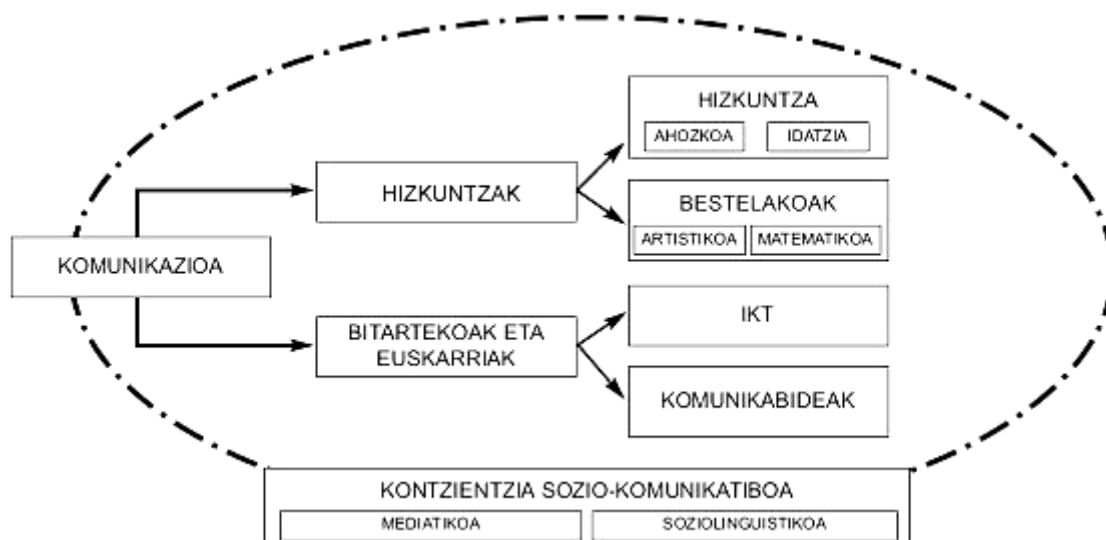 HIZKUNTZA
AHOZKOA
IDATZIA
HIZKUNTZAK
BESTELAKOAK
ARTISTIKOA
MATEMATIKOA
KOMUNIKAZIOA
BITARTEKOAK ETA
EUSKARRIAK
IKT
KOMUNIKABIDEAK
KONTZIENTZIA SOZIO-KOMUNIKATIBOA
MEDIATIKOA
SOZIOLINGUISTIKOA